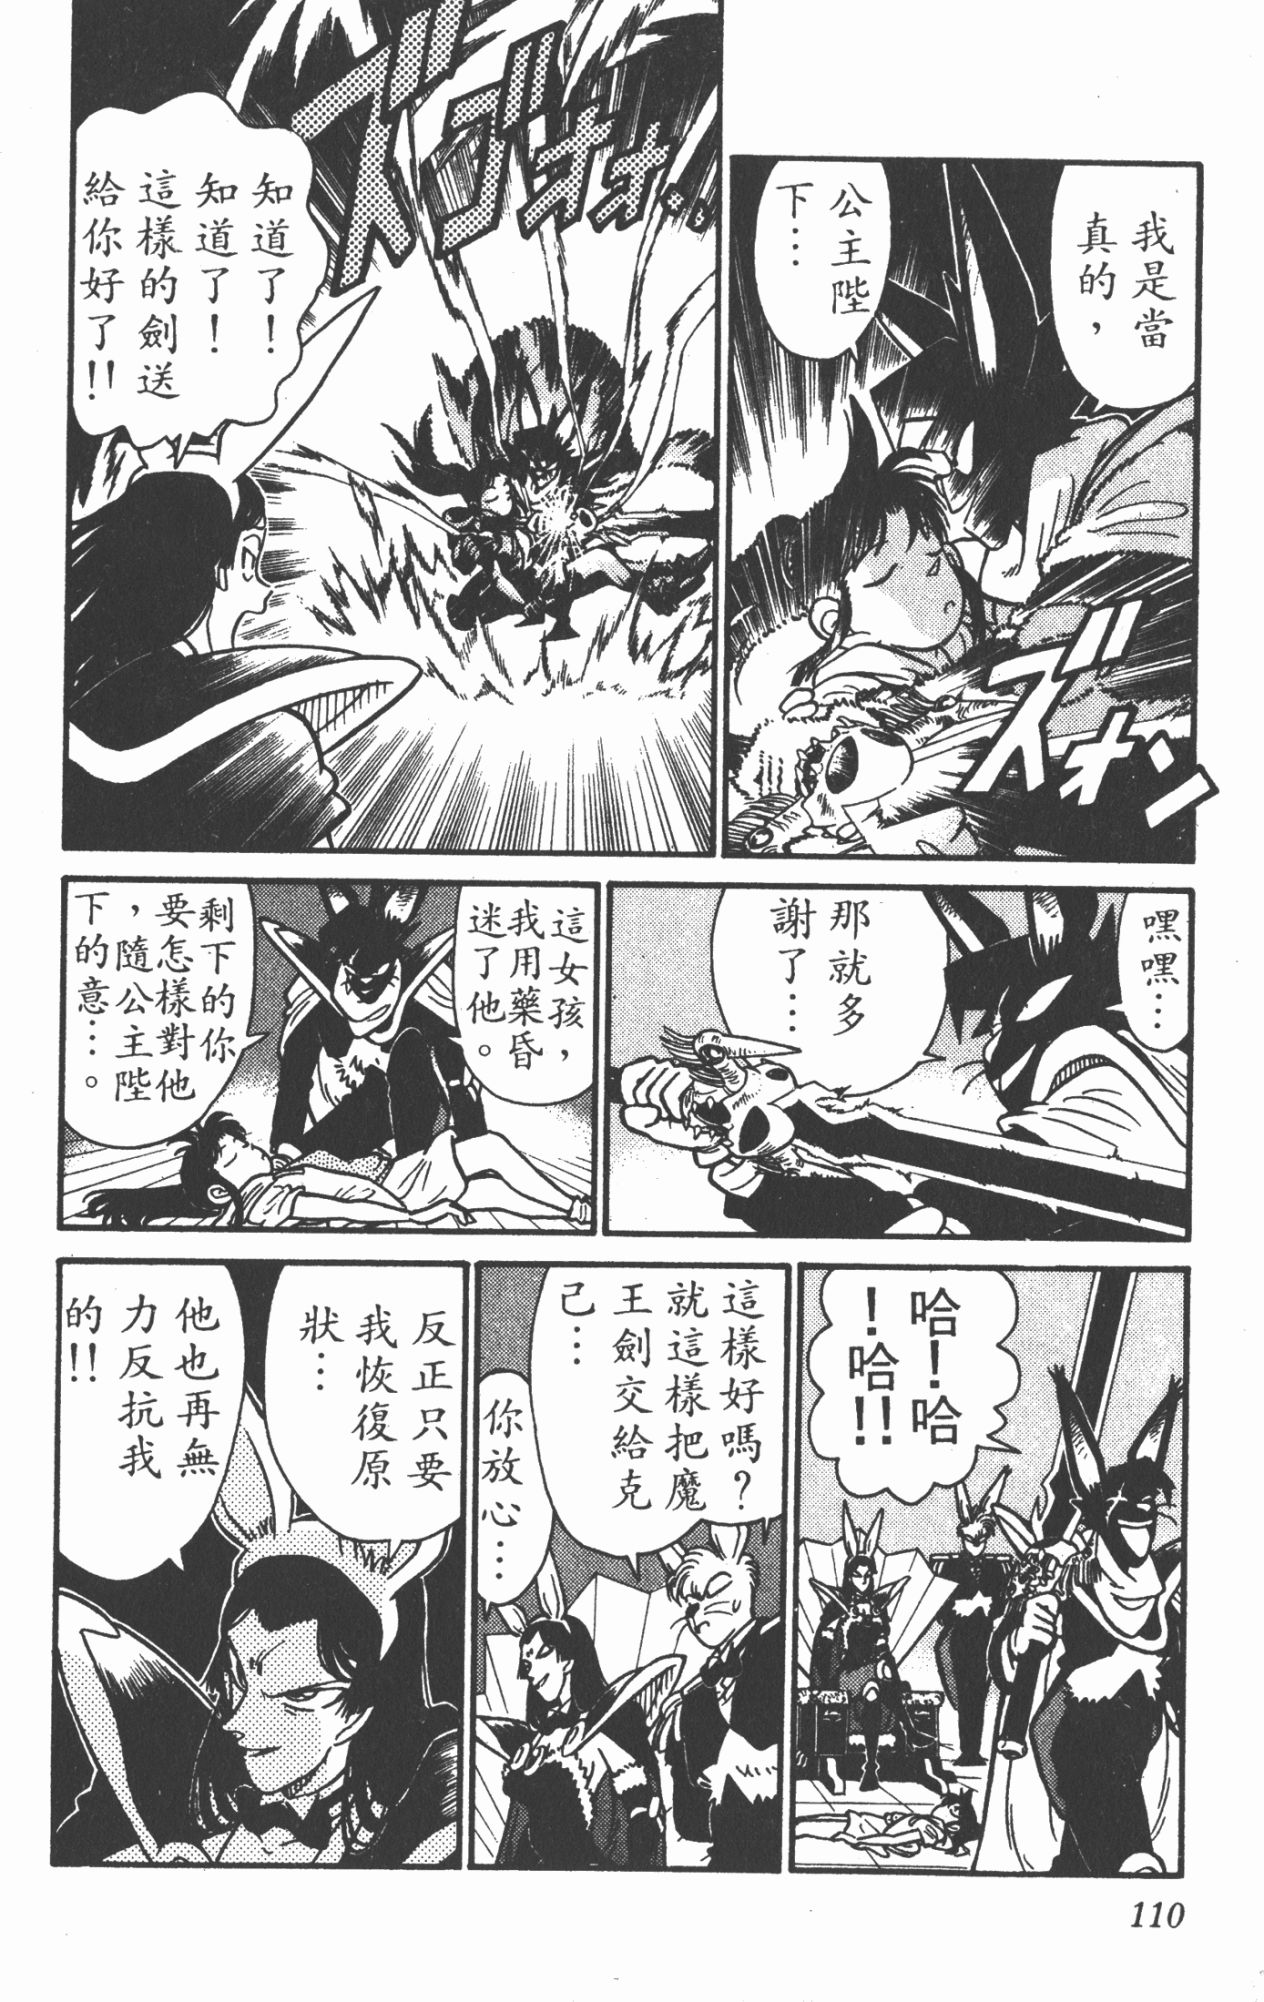 我是當
真的，
公主陛
下…
ズオン
ズゴオオ‥
知道了！
知道了！
這樣的劍送
給你好了!!
嘿嘿…
那就多
謝了…
這女孩，
我用藥昏
迷了他。
剩下的你
要怎樣對他
，隨公主陛
下的意…。
哈！哈
！哈!!
這樣好嗎？
就這樣把魔
王劍交給克
己…
你放心…
反正只要
我恢復原
狀…
他也再無
力反抗我
的!!
110